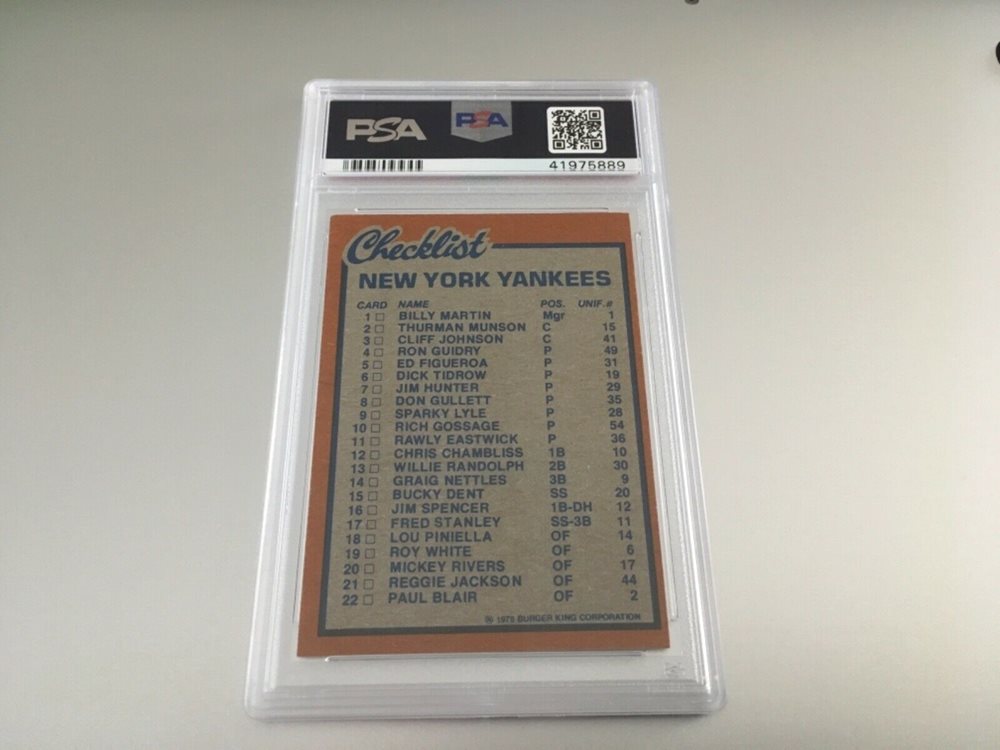 PSA PSA
41975889
Checklist
NEW YORK YANKEES
CARD NAME POS. UNIF.#
1 □ BILLY MARTIN Mgr 1
2 □ THURMAN MUNSON C 15
3 □ CLIFF JOHNSON C 41
4 □ RON GUIDRY P 49
5 □ ED FIGUEROA P 31
6 □ DICK TIDROW P 19
7 □ JIM HUNTER P 29
8 □ DON GULLETT P 35
9 □ SPARKY LYLE P 28
10 □ RICH GOSSAGE P 54
11 □ RAWLY EASTWICK P 36
12 □ CHRIS CHAMBLISS 1B 10
13 □ WILLIE RANDOLPH 2B 30
14 □ GRAIG NETTLES 3B 9
15 □ BUCKY DENT SS 20
16 □ JIM SPENCER 1B-DH 12
17 □ FRED STANLEY SS-3B 11
18 □ LOU PINIELLA OF 14
19 □ ROY WHITE OF 6
20 □ MICKEY RIVERS OF 17
21 □ REGGIE JACKSON OF 44
22 □ PAUL BLAIR OF 2
© 1978 BURGER KING CORPORATION